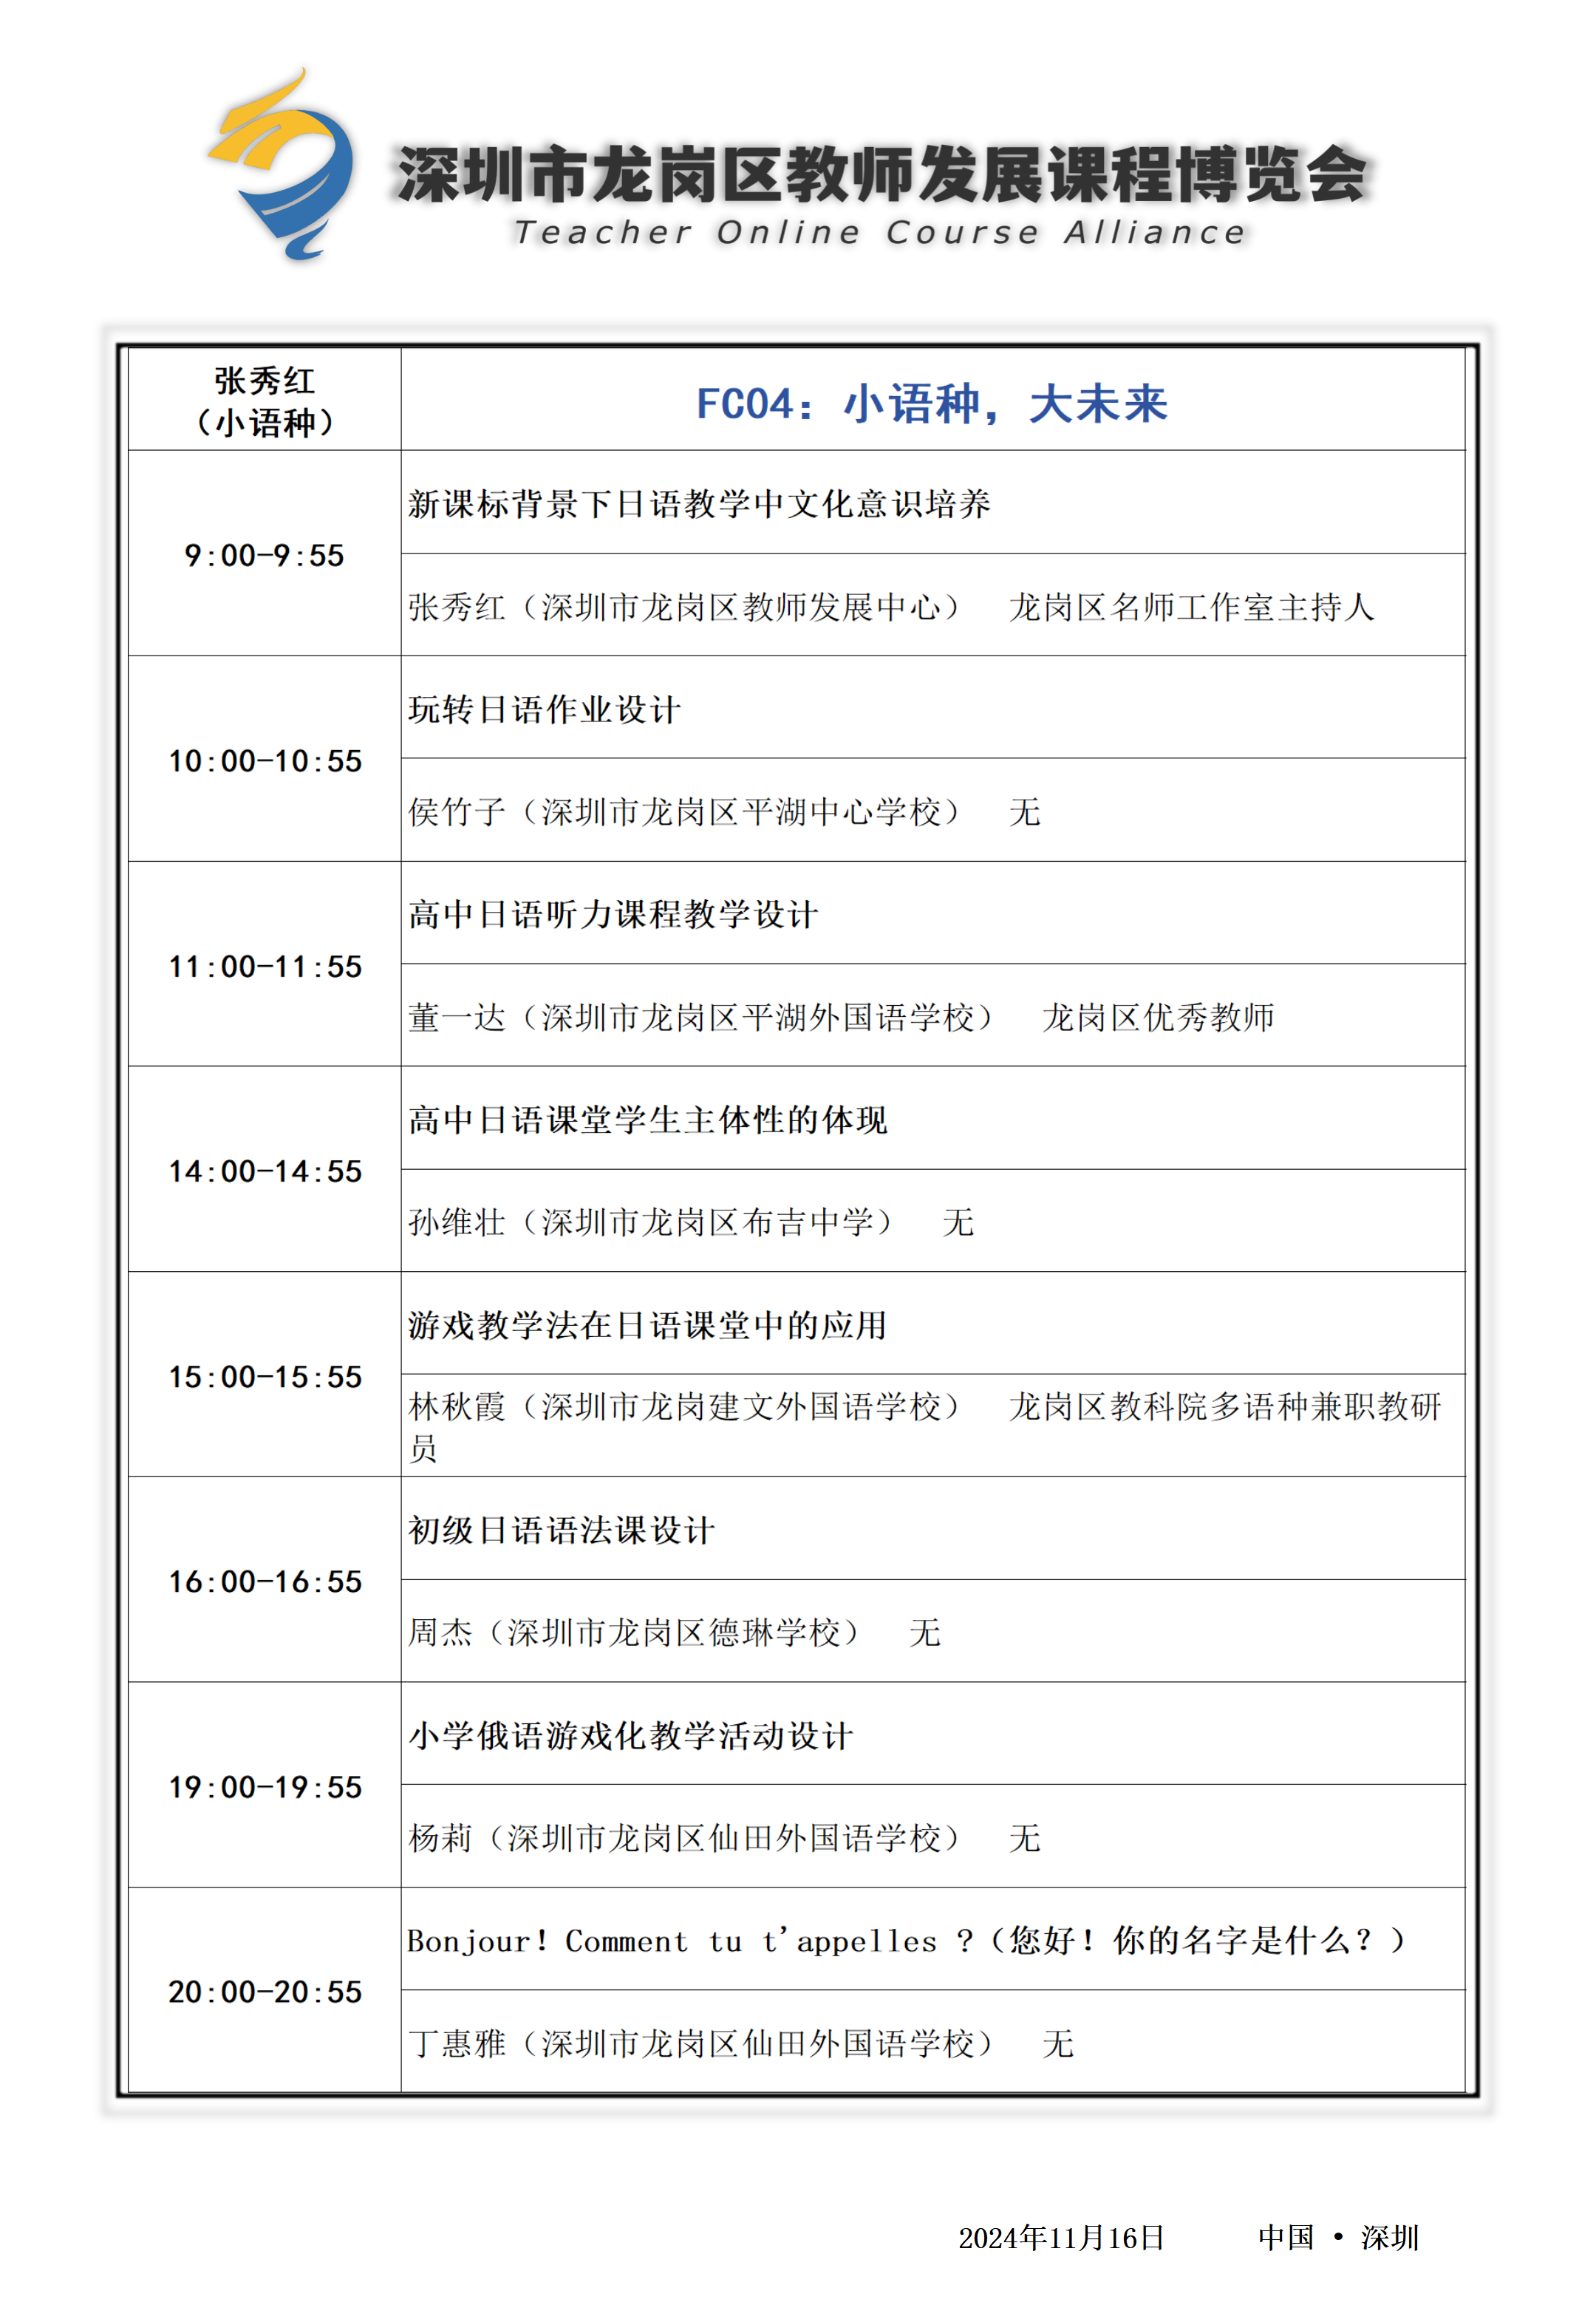 深圳市龙岗区教师发展课程博览会
Teacher Online Course Alliance
张秀红
（小语种）
FC04：小语种，大未来
9:00-9:55
新课标背景下日语教学中文化意识培养
张秀红（深圳市龙岗区教师发展中心） 龙岗区名师工作室主持人
10:00-10:55
玩转日语作业设计
侯竹子（深圳市龙岗区平湖中心学校） 无
11:00-11:55
高中日语听力课程教学设计
董一达（深圳市龙岗区平湖外国语学校） 龙岗区优秀教师
14:00-14:55
高中日语课堂学生主体性的体现
孙维壮（深圳市龙岗区布吉中学） 无
15:00-15:55
游戏教学法在日语课堂中的应用
林秋霞（深圳市龙岗建文外国语学校） 龙岗区教科院多语种兼职教研
员
16:00-16:55
初级日语语法课设计
周杰（深圳市龙岗区德琳学校） 无
19:00-19:55
小学俄语游戏化教学活动设计
杨莉（深圳市龙岗区仙田外国语学校） 无
20:00-20:55
Bonjour！Comment tu t'appelles ?（您好！你的名字是什么？）
丁惠雅（深圳市龙岗区仙田外国语学校） 无
2024年11月16日 中国 • 深圳